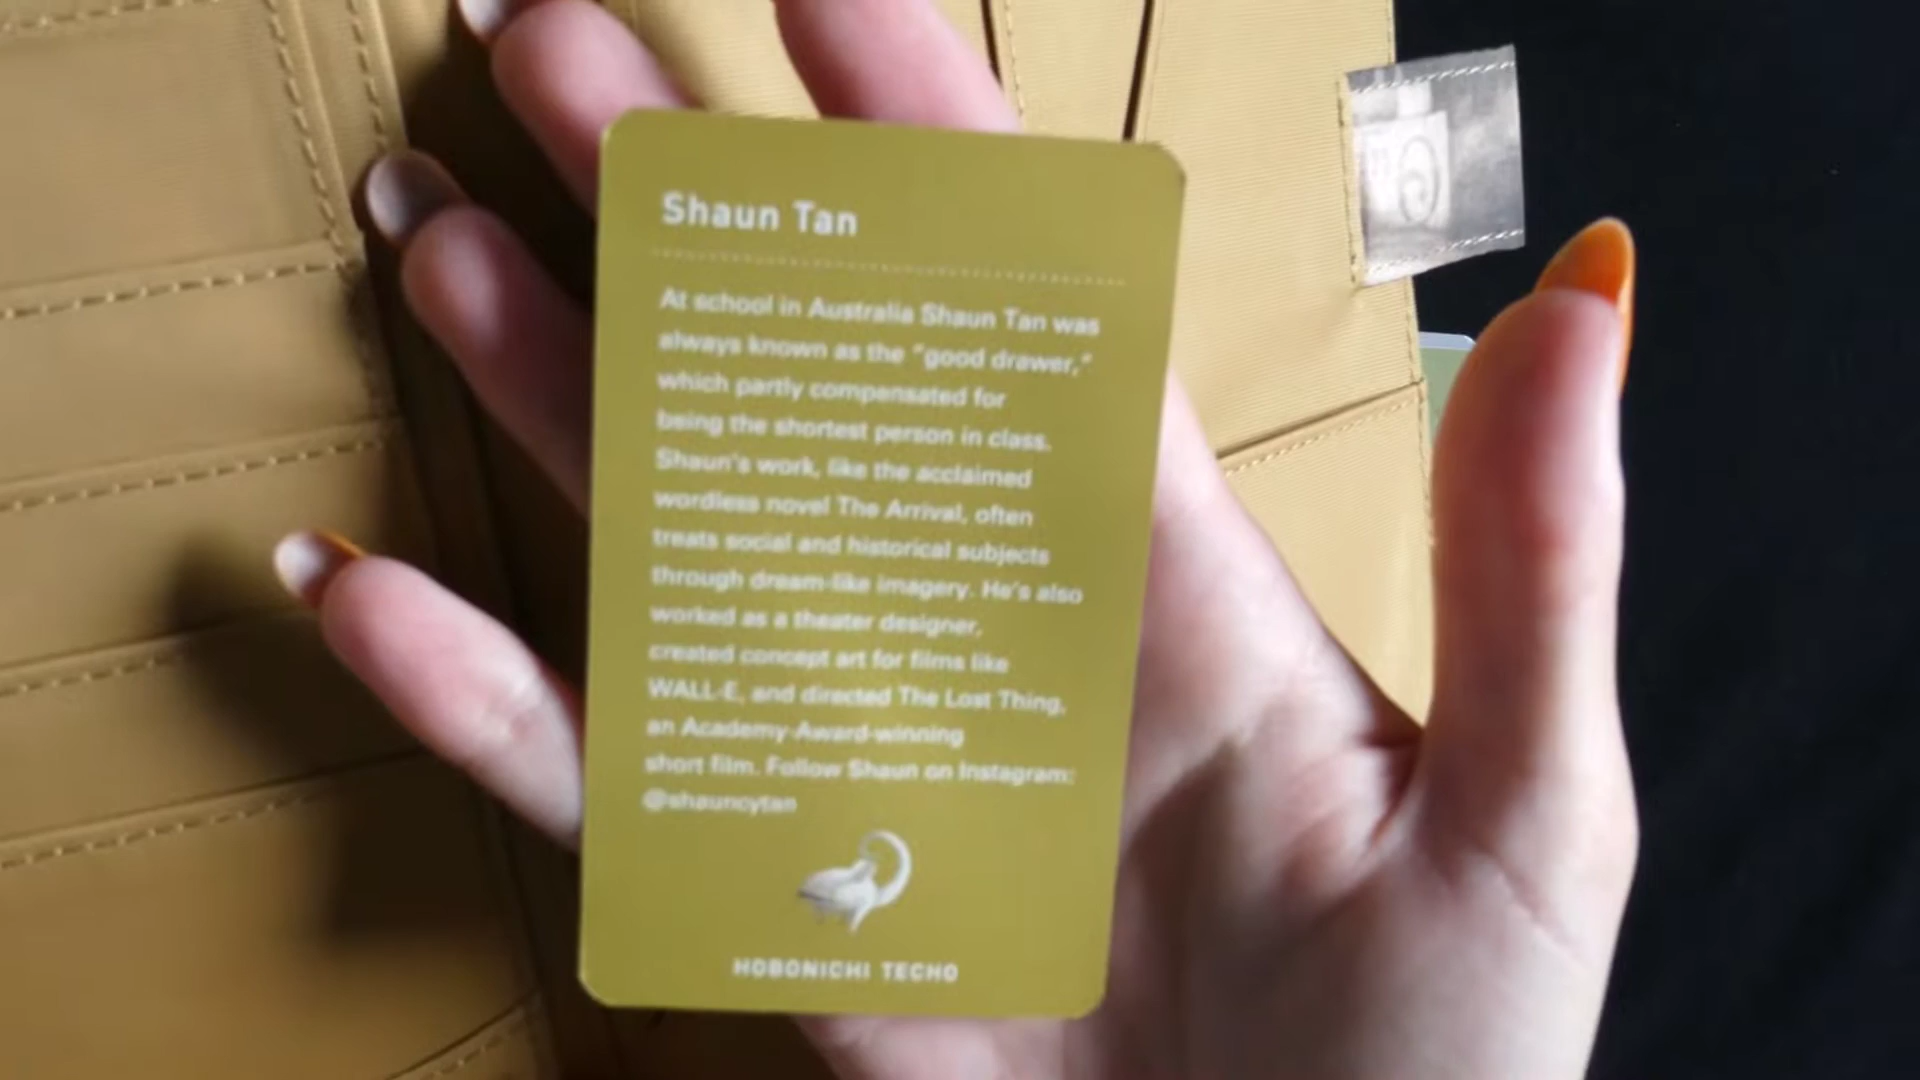 Shaun Tan
At school in Australia Shaun Tan was
always known as the “good drawer,”
which partly compensated for
being the shortest person in class.
Shaun's work, like the acclaimed
wordless novel The Arrival, often
treats social and historical subjects
through dream-like imagery. He's also
worked as a theater designer,
created concept art for films like
WALL-E, and directed The Lost Thing,
an Academy-Award-winning
short film. Follow Shaun on Instagram:
@shauncytan
HOBONICHI TECHO